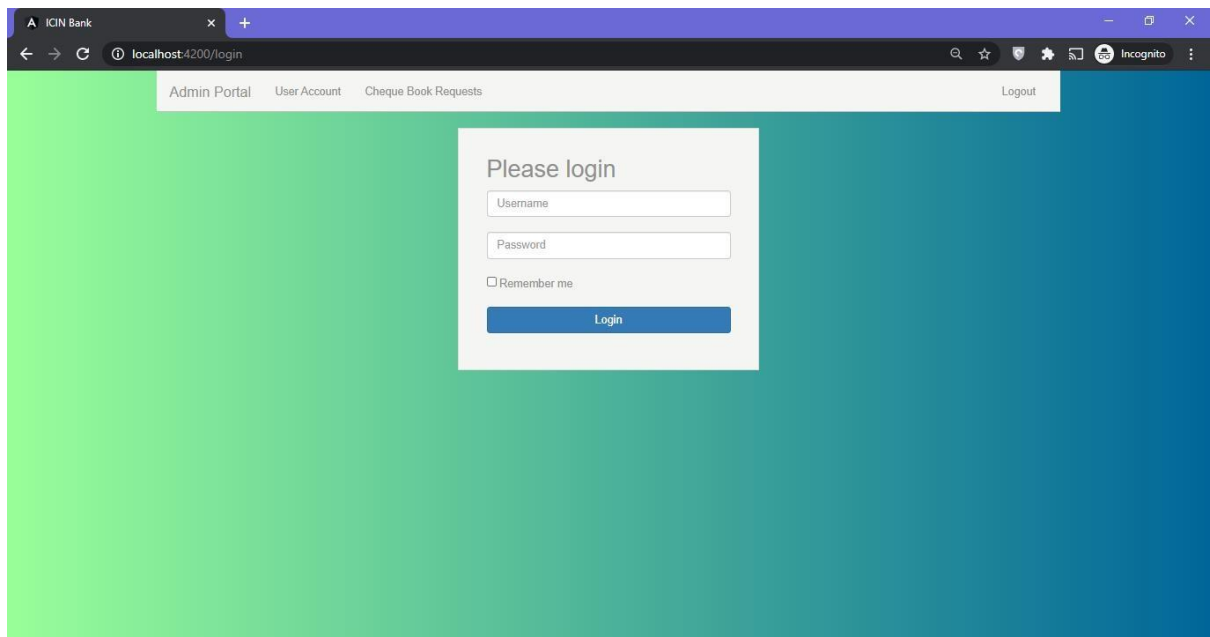 ICIN Bank
localhost:4200/login
Incognito
Admin Portal User Account Cheque Book Requests Logout
Please login
Username
Password
Remember me
Login